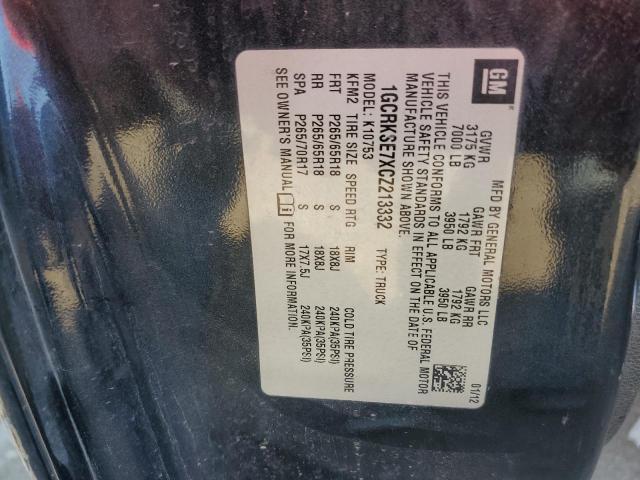 GM
MFD BY GENERAL MOTORS LLC
01/12
GVWR GAWR FRT GAWR RR
3175 KG 1792 KG 1792 KG
7000 LB 3950 LB 3950 LB
THIS VEHICLE CONFORMS TO ALL APPLICABLE U.S. FEDERAL MOTOR
VEHICLE SAFETY STANDARDS IN EFFECT ON THE DATE OF
MANUFACTURE SHOWN ABOVE.
1GCRKSE7XCZ213332 TYPE: TRUCK
MODEL: K10753
KFM2 TIRE SIZE SPEED RTG RIM COLD TIRE PRESSURE
FRT P265/65R18 S 18X8J 240KPA(35PSI)
RR P265/65R18 S 18X8J 240KPA(35PSI)
SPA P265/70R17 S 17X7.5J 240KPA(35PSI)
SEE OWNER'S MANUAL FOR MORE INFORMATION.